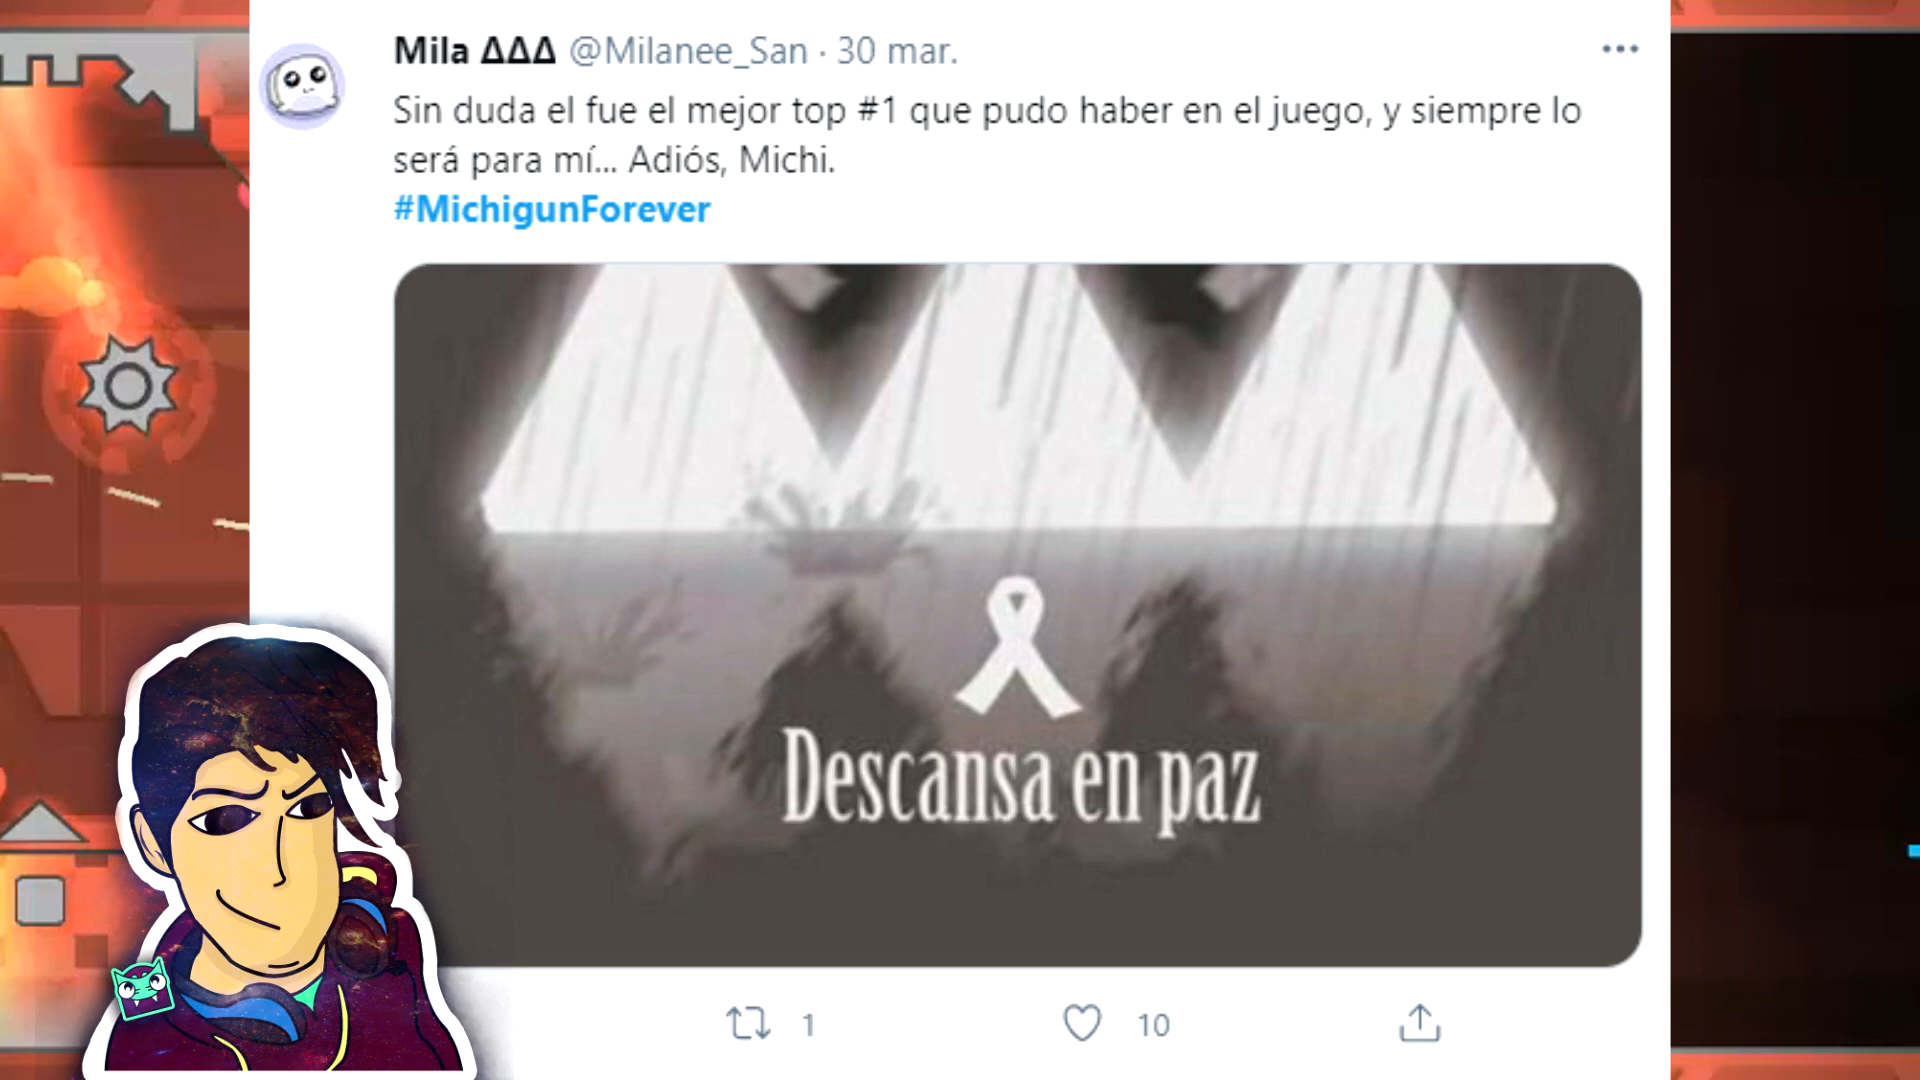 Mila ΔΔΔ @Milanee_San · 30 mar.
Sin duda el fue el mejor top #1 que pudo haber en el juego, y siempre lo
será para mí... Adiós, Michi.
#MichigunForever
Descansa en paz
1 10